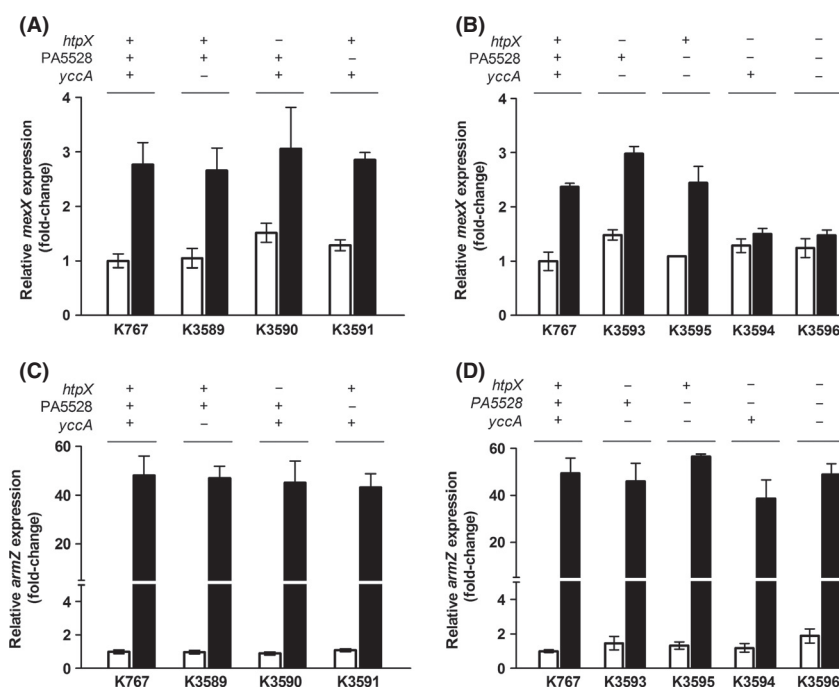 (A)
htpX + + – +
PA5528 + + + –
yccA + – + +
Relative mexX expression
(fold-change)
4
3
2
1
0
K767 K3589 K3590 K3591
(B)
htpX + – + – –
PA5528 + + – – –
yccA + – – + –
Relative mexX expression
(fold-change)
4
3
2
1
0
K767 K3593 K3595 K3594 K3596
(C)
htpX + + – +
PA5528 + + + –
yccA + – + +
Relative armZ expression
(fold-change)
60
40
20
4
2
0
K767 K3589 K3590 K3591
(D)
htpX + – + – –
PA5528 + + – – –
yccA + – – + –
Relative armZ expression
(fold-change)
60
40
20
4
2
0
K767 K3593 K3595 K3594 K3596